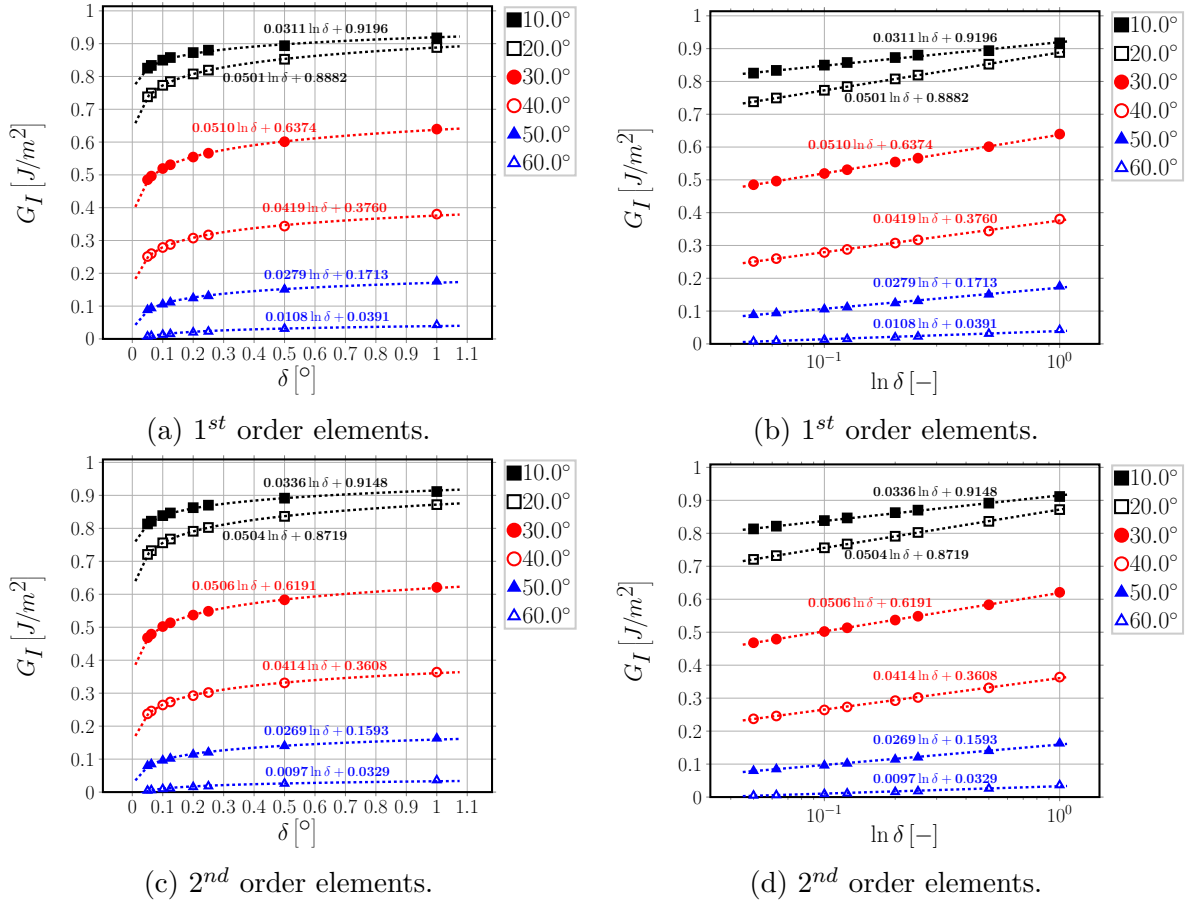 1
0.9
0.8
0.7
0.6
0.5
0.4
0.3
0.2
0.1
0
G_I [J/m^2]
0.0311 ln δ + 0.9196
0.0501 ln δ + 0.8882
0.0510 ln δ + 0.6374
0.0419 ln δ + 0.3760
0.0279 ln δ + 0.1713
0.0108 ln δ + 0.0391
0 0.1 0.2 0.3 0.4 0.5 0.6 0.7 0.8 0.9 1 1.1
δ [°]
10.0°
20.0°
30.0°
40.0°
50.0°
60.0°
(a) 1^{st} order elements.
1
0.9
0.8
0.7
0.6
0.5
0.4
0.3
0.2
0.1
0
G_I [J/m^2]
0.0311 ln δ + 0.9196
0.0501 ln δ + 0.8882
0.0510 ln δ + 0.6374
0.0419 ln δ + 0.3760
0.0279 ln δ + 0.1713
0.0108 ln δ + 0.0391
10^{−1} 10^0
ln δ [−]
10.0°
20.0°
30.0°
40.0°
50.0°
60.0°
(b) 1^{st} order elements.
1
0.9
0.8
0.7
0.6
0.5
0.4
0.3
0.2
0.1
0
G_I [J/m^2]
0.0336 ln δ + 0.9148
0.0504 ln δ + 0.8719
0.0506 ln δ + 0.6191
0.0414 ln δ + 0.3608
0.0269 ln δ + 0.1593
0.0097 ln δ + 0.0329
0 0.1 0.2 0.3 0.4 0.5 0.6 0.7 0.8 0.9 1 1.1
δ [°]
10.0°
20.0°
30.0°
40.0°
50.0°
60.0°
(c) 2^{nd} order elements.
1
0.9
0.8
0.7
0.6
0.5
0.4
0.3
0.2
0.1
0
G_I [J/m^2]
0.0336 ln δ + 0.9148
0.0504 ln δ + 0.8719
0.0506 ln δ + 0.6191
0.0414 ln δ + 0.3608
0.0269 ln δ + 0.1593
0.0097 ln δ + 0.0329
10^{−1} 10^0
ln δ [−]
10.0°
20.0°
30.0°
40.0°
50.0°
60.0°
(d) 2^{nd} order elements.